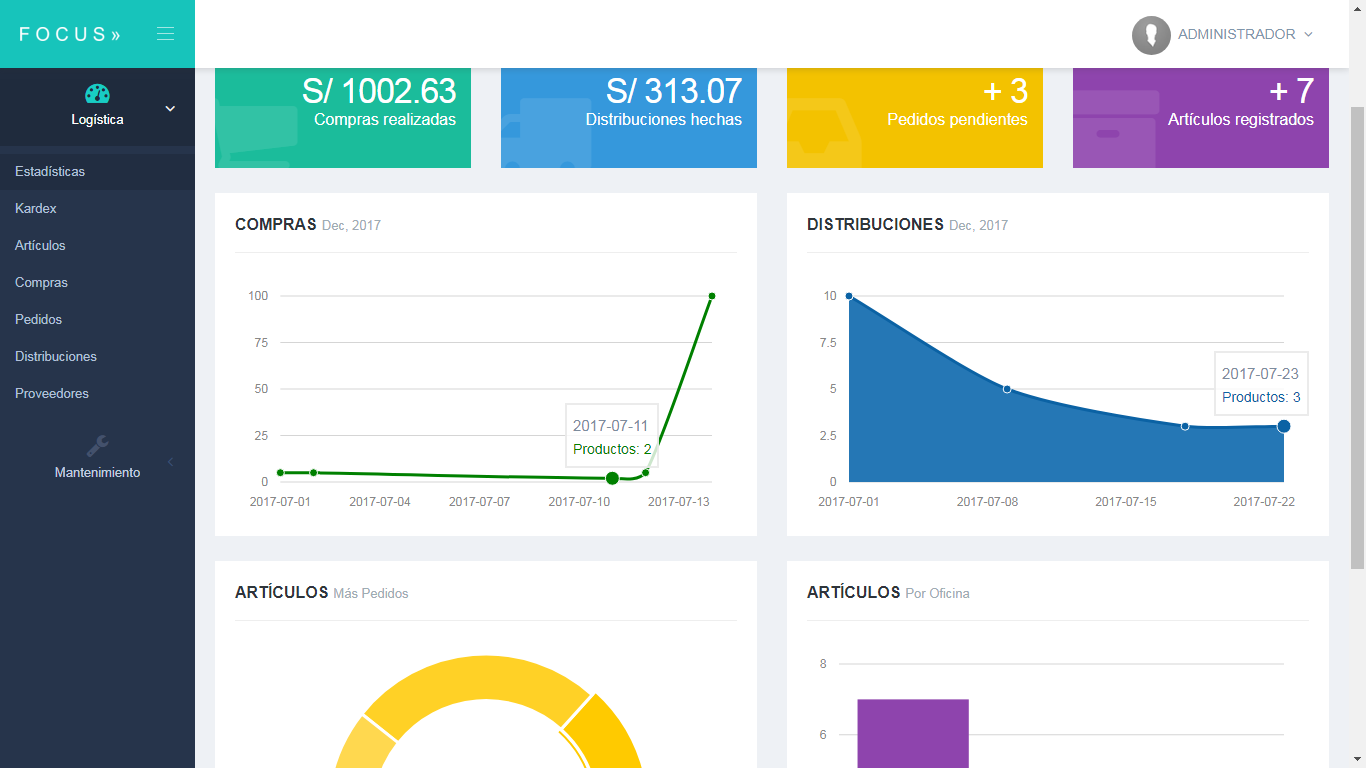 FOCUS»
ADMINISTRADOR
Logística
Estadísticas
Kardex
Artículos
Compras
Pedidos
Distribuciones
Proveedores
Mantenimiento
S/ 1002.63
Compras realizadas
S/ 313.07
Distribuciones hechas
+ 3
Pedidos pendientes
+ 7
Artículos registrados
COMPRAS Dec, 2017
100
75
50
25
0
2017-07-11
Productos: 2
2017-07-01 2017-07-04 2017-07-07 2017-07-10 2017-07-13
DISTRIBUCIONES Dec, 2017
10
7.5
5
2.5
0
2017-07-23
Productos: 3
2017-07-01 2017-07-08 2017-07-15 2017-07-22
ARTÍCULOS Más Pedidos
ARTÍCULOS Por Oficina
8
6